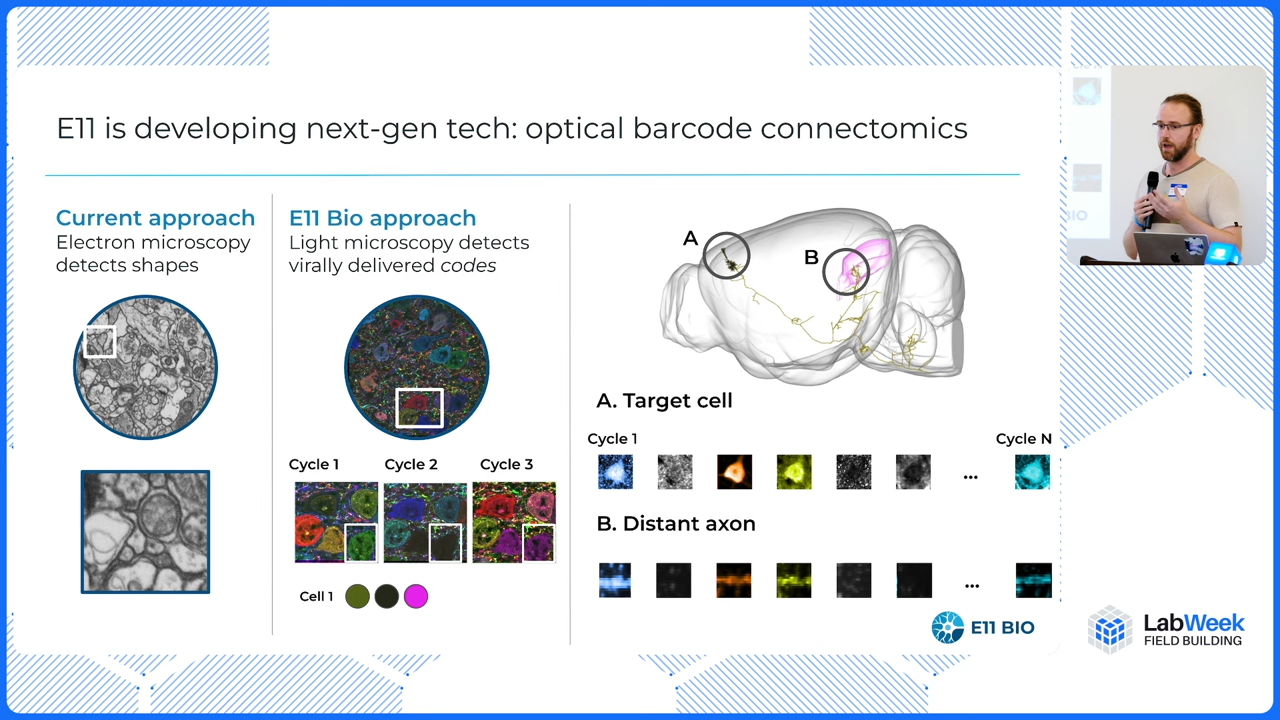 E11 is developing next-gen tech: optical barcode connectomics
Current approach
Electron microscopy
detects shapes
E11 Bio approach
Light microscopy detects
virally delivered codes
Cycle 1
Cycle 2
Cycle 3
Cell 1
A
B
A. Target cell
Cycle 1
Cycle N
...
B. Distant axon
...
E11 BIO
LabWeek
FIELD BUILDING
BIO